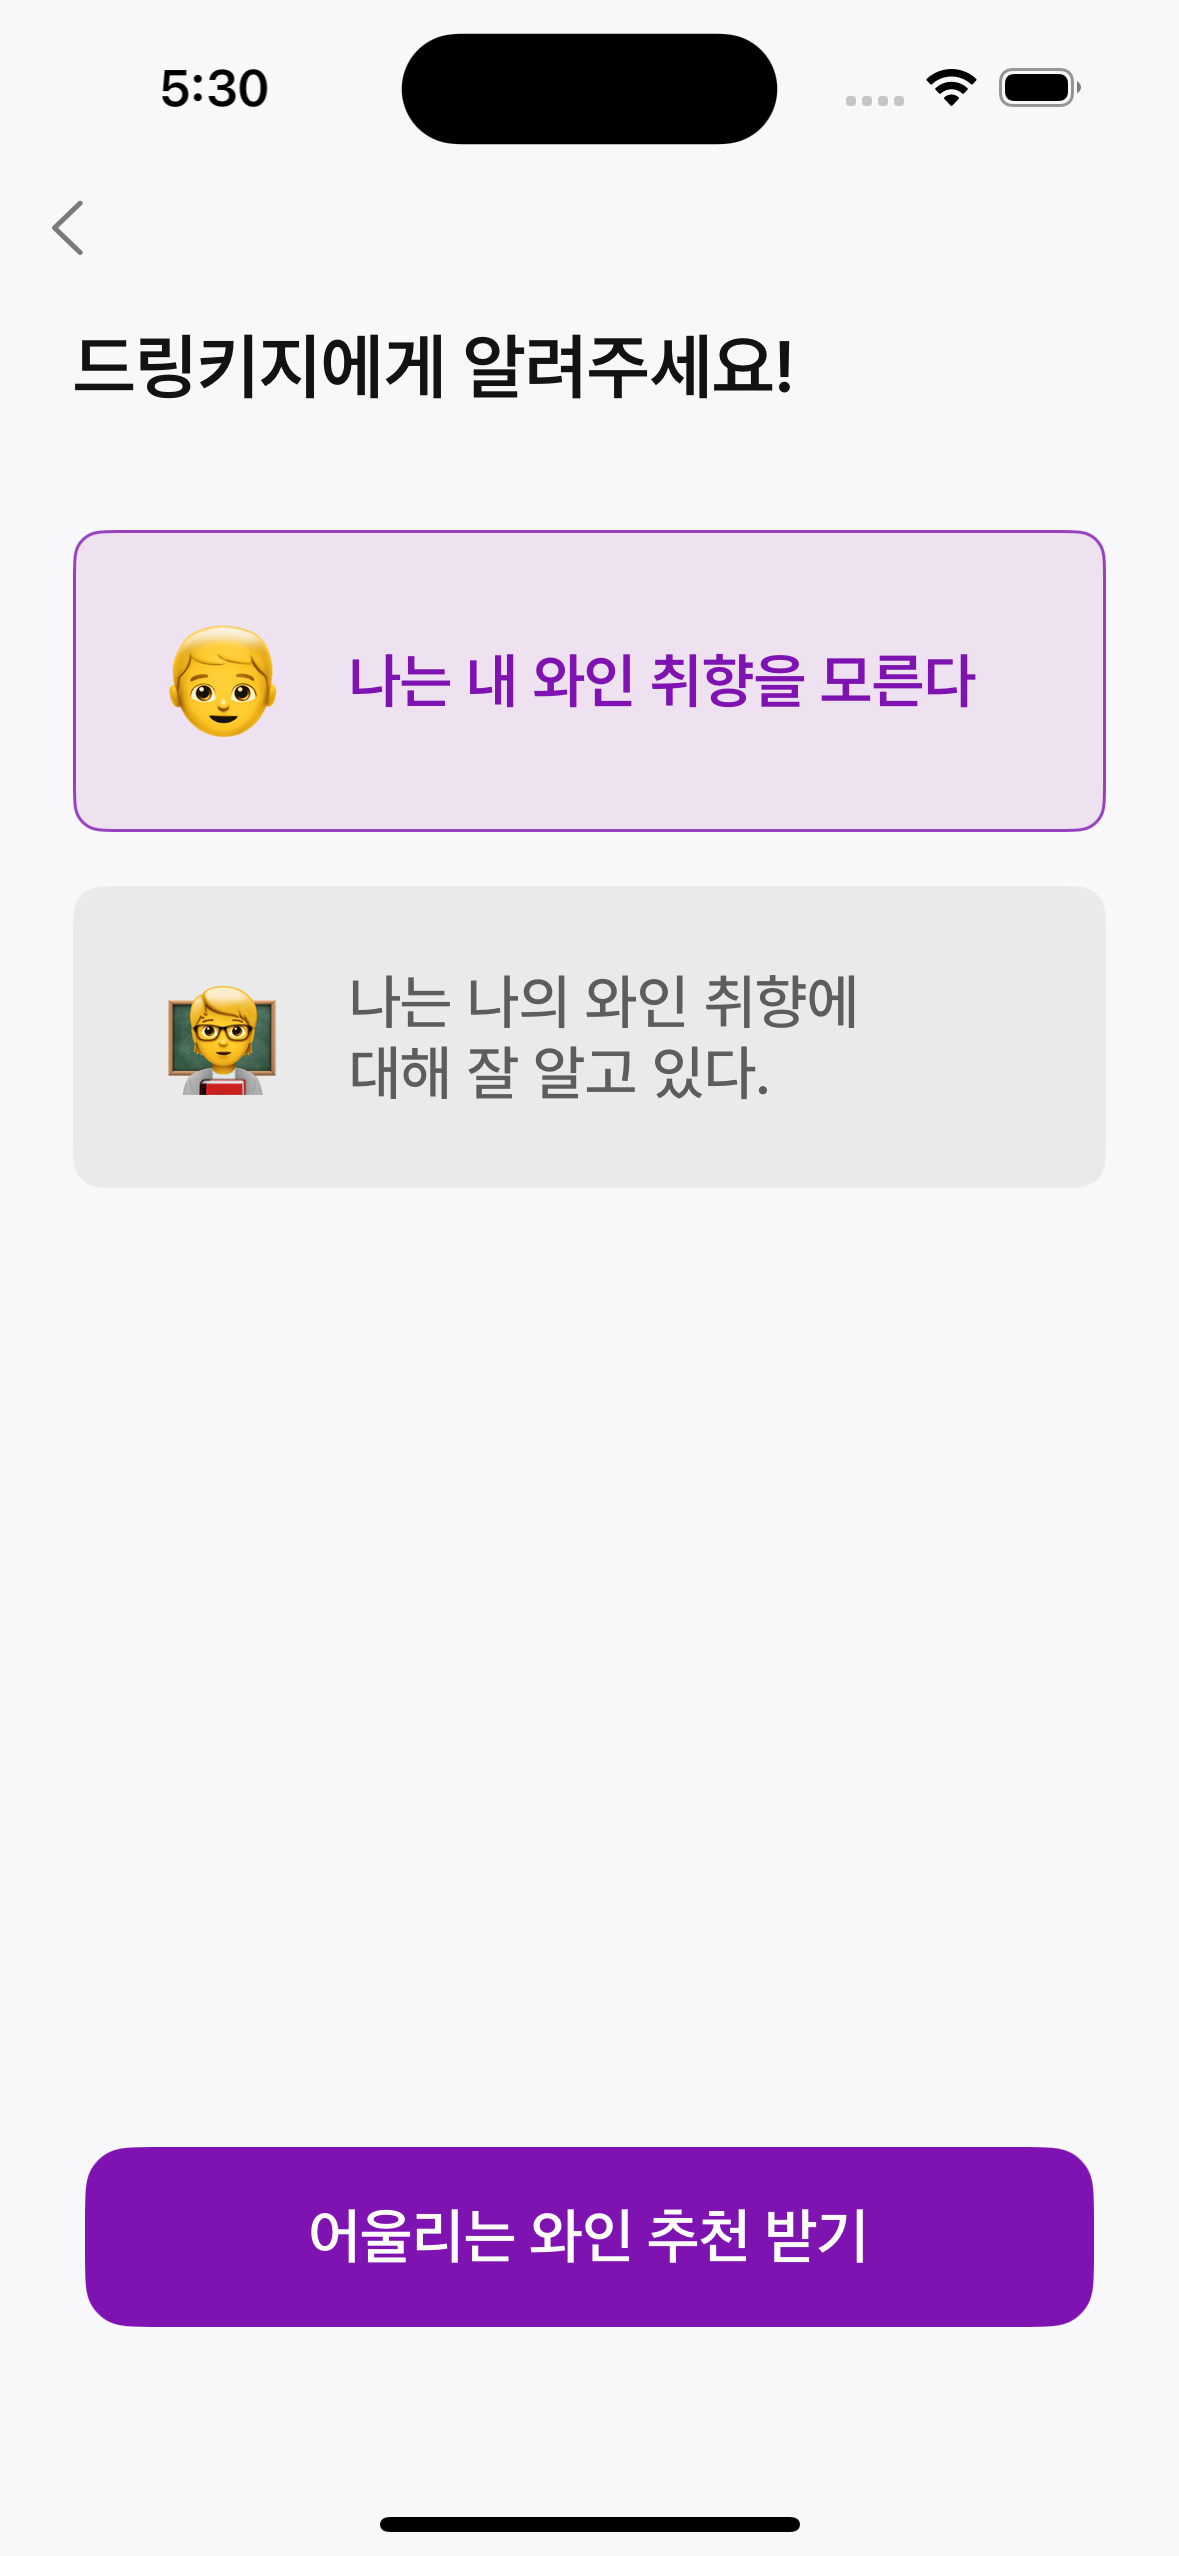 5:30
드링키지에게 알려주세요!
나는 내 와인 취향을 모른다
나는 나의 와인 취향에
대해 잘 알고 있다.
어울리는 와인 추천 받기